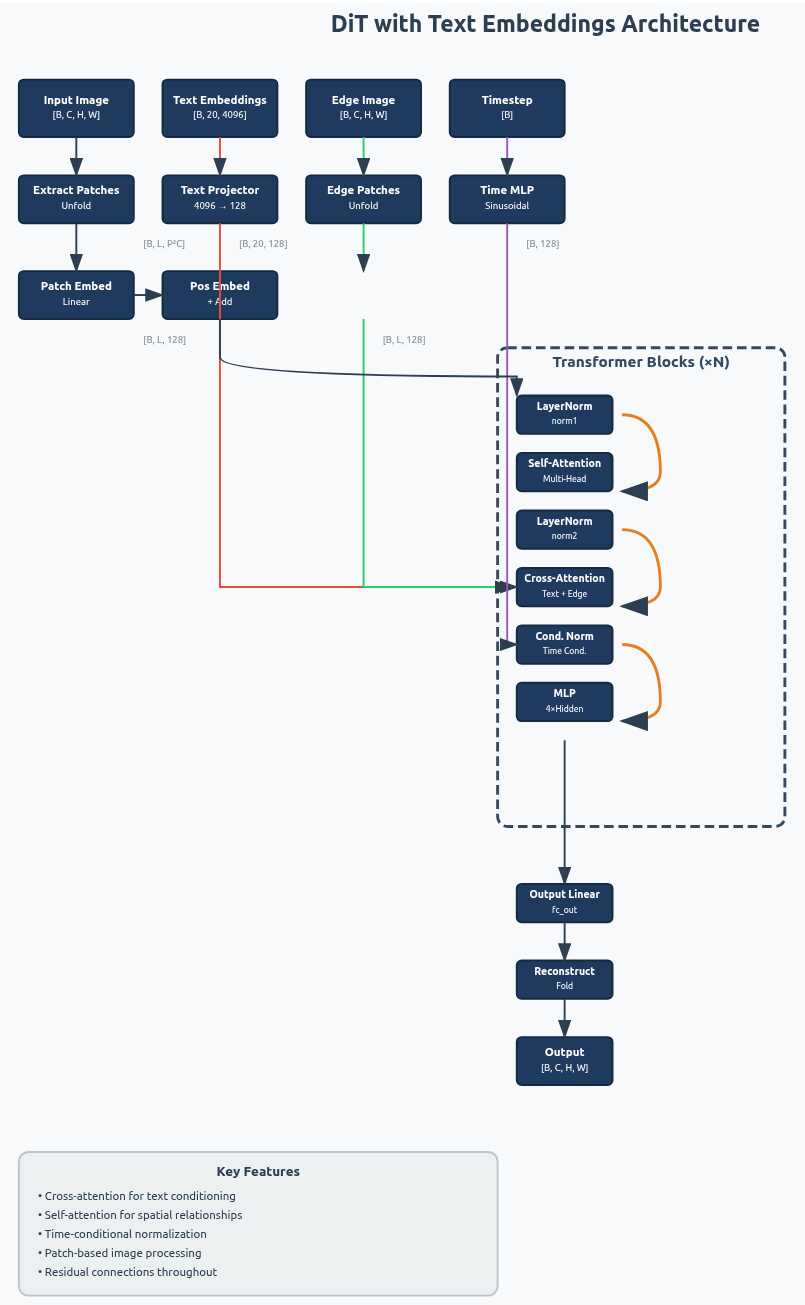 DiT with Text Embeddings Architecture
Input Image
[B, C, H, W]
Text Embeddings
[B, 20, 4096]
Edge Image
[B, C, H, W]
Timestep
[B]
Extract Patches
Unfold
Text Projector
4096 → 128
Edge Patches
Unfold
Time MLP
Sinusoidal
[B, L, P²C]
[B, 20, 128]
[B, 128]
Patch Embed
Linear
Pos Embed
+ Add
[B, L, 128]
[B, L, 128]
Transformer Blocks (×N)
LayerNorm
norm1
Self-Attention
Multi-Head
LayerNorm
norm2
Cross-Attention
Text + Edge
Cond. Norm
Time Cond.
MLP
4×Hidden
Output Linear
fc_out
Reconstruct
Fold
Output
[B, C, H, W]
Key Features
• Cross-attention for text conditioning
• Self-attention for spatial relationships
• Time-conditional normalization
• Patch-based image processing
• Residual connections throughout